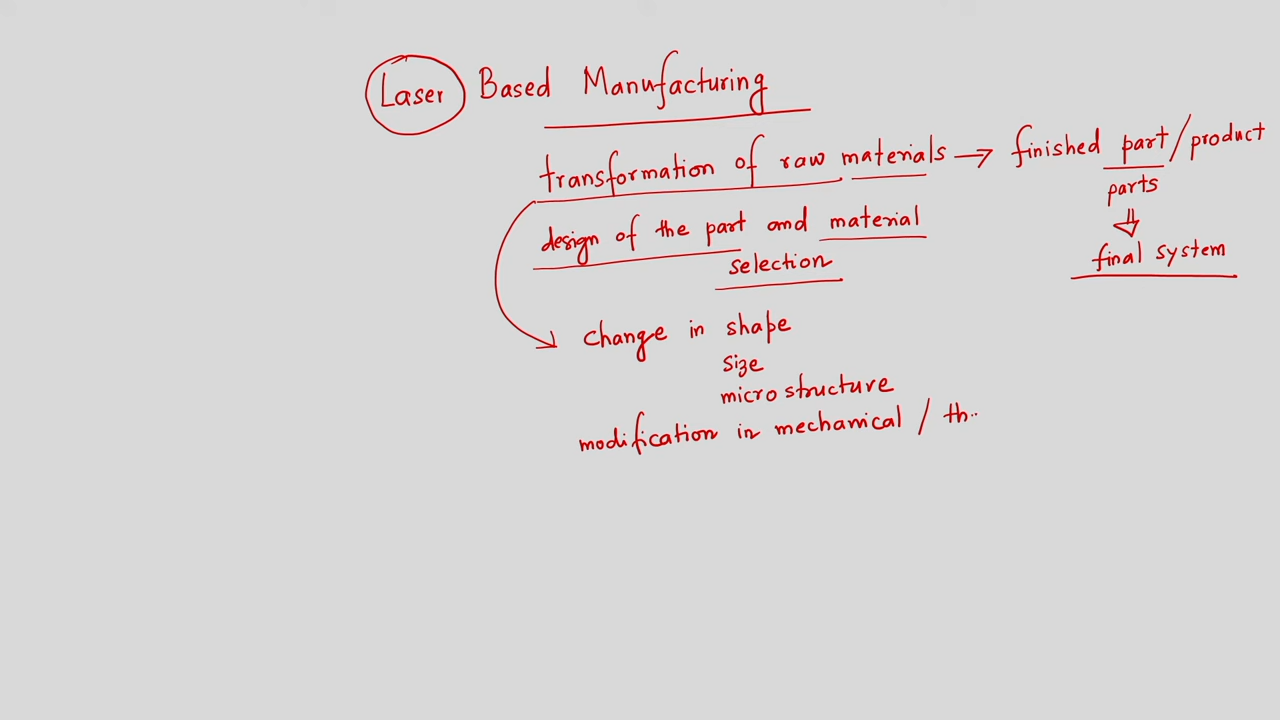 Laser Based Manufacturing
transformation of raw materials → finished part/product
parts
⇓
design of the part and material
selection
final system
change in shape
size
microstructure
modification in mechanical / th